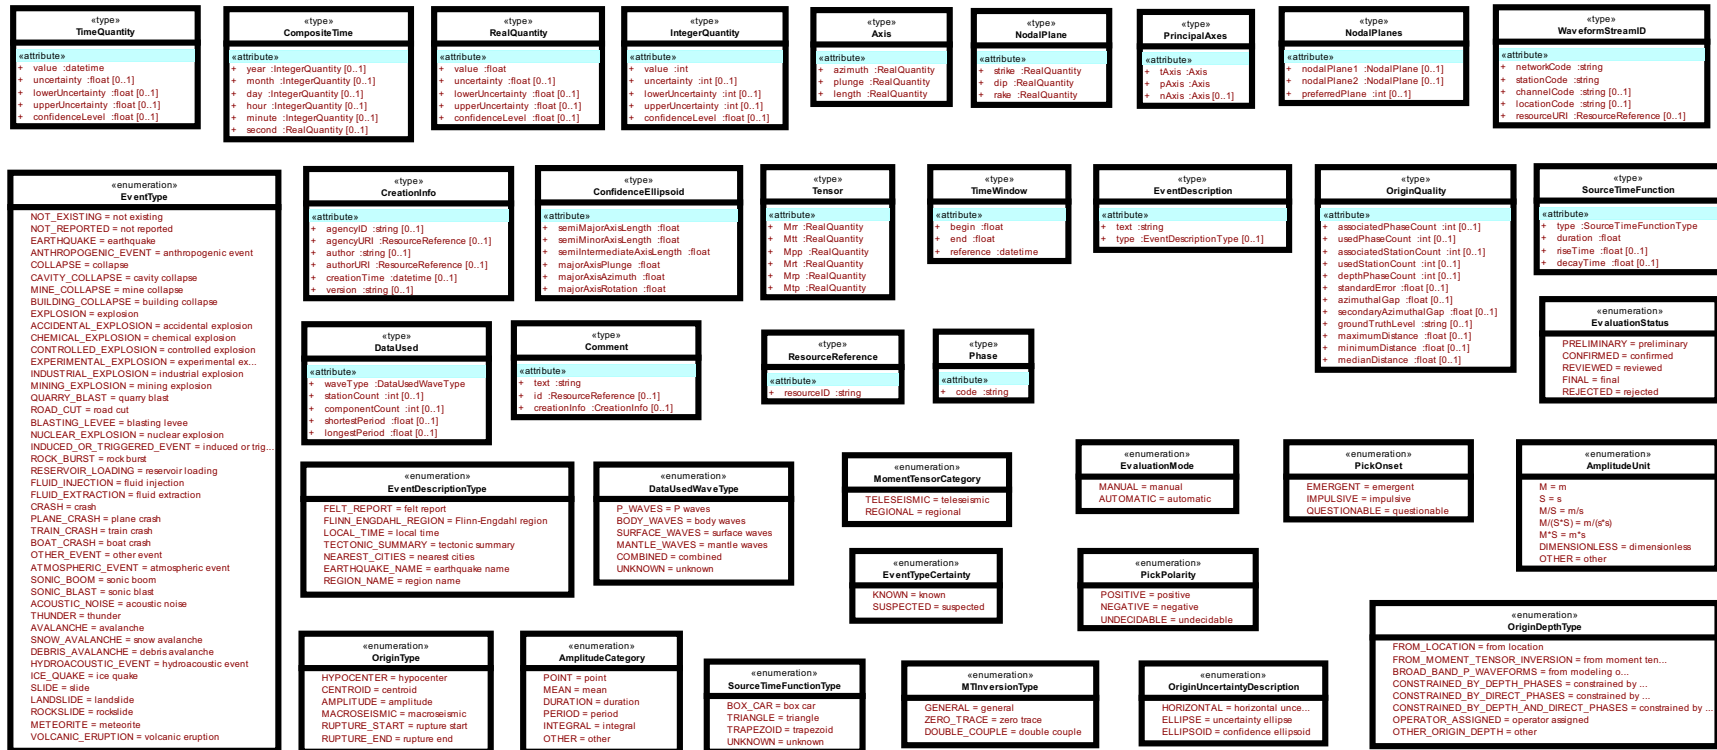 «type»
TimeQuantity
«attribute»
+ value :datetime
+ uncertainty :float [0..1]
+ lowerUncertainty :float [0..1]
+ upperUncertainty :float [0..1]
+ confidenceLevel :float [0..1]
«type»
CompositeTime
«attribute»
+ year :IntegerQuantity [0..1]
+ month :IntegerQuantity [0..1]
+ day :IntegerQuantity [0..1]
+ hour :IntegerQuantity [0..1]
+ minute :IntegerQuantity [0..1]
+ second :RealQuantity [0..1]
«type»
RealQuantity
«attribute»
+ value :float
+ uncertainty :float [0..1]
+ lowerUncertainty :float [0..1]
+ upperUncertainty :float [0..1]
+ confidenceLevel :float [0..1]
«type»
IntegerQuantity
«attribute»
+ value :int
+ uncertainty :int [0..1]
+ lowerUncertainty :int [0..1]
+ upperUncertainty :int [0..1]
+ confidenceLevel :float [0..1]
«type»
Axis
«attribute»
+ azimuth :RealQuantity
+ plunge :RealQuantity
+ length :RealQuantity
«type»
NodalPlane
«attribute»
+ strike :RealQuantity
+ dip :RealQuantity
+ rake :RealQuantity
«type»
PrincipalAxes
«attribute»
+ tAxis :Axis
+ pAxis :Axis
+ nAxis :Axis [0..1]
«type»
NodalPlanes
«attribute»
+ nodalPlane1 :NodalPlane [0..1]
+ nodalPlane2 :NodalPlane [0..1]
+ preferredPlane :int [0..1]
«type»
WaveformStreamID
«attribute»
+ networkCode :string
+ stationCode :string
+ channelCode :string [0..1]
+ locationCode :string [0..1]
+ resourceURI :ResourceReference [0..1]
«enumeration»
EventType
NOT_EXISTING = not existing
NOT_REPORTED = not reported
EARTHQUAKE = earthquake
ANTHROPOGENIC_EVENT = anthropogenic event
COLLAPSE = collapse
CAVITY_COLLAPSE = cavity collapse
MINE_COLLAPSE = mine collapse
BUILDING_COLLAPSE = building collapse
EXPLOSION = explosion
ACCIDENTAL_EXPLOSION = accidental explosion
CHEMICAL_EXPLOSION = chemical explosion
CONTROLLED_EXPLOSION = controlled explosion
EXPERIMENTAL_EXPLOSION = experimental ex...
INDUSTRIAL_EXPLOSION = industrial explosion
MINING_EXPLOSION = mining explosion
QUARRY_BLAST = quarry blast
ROAD_CUT = road cut
BLASTING_LEVEE = blasting levee
NUCLEAR_EXPLOSION = nuclear explosion
INDUCED_OR_TRIGGERED_EVENT = induced or trig...
ROCK_BURST = rock burst
RESERVOIR_LOADING = reservoir loading
FLUID_INJECTION = fluid injection
FLUID_EXTRACTION = fluid extraction
CRASH = crash
PLANE_CRASH = plane crash
TRAIN_CRASH = train crash
BOAT_CRASH = boat crash
OTHER_EVENT = other event
ATMOSPHERIC_EVENT = atmospheric event
SONIC_BOOM = sonic boom
SONIC_BLAST = sonic blast
ACOUSTIC_NOISE = acoustic noise
THUNDER = thunder
AVALANCHE = avalanche
SNOW_AVALANCHE = snow avalanche
DEBRIS_AVALANCHE = debris avalanche
HYDROACOUSTIC_EVENT = hydroacoustic event
ICE_QUAKE = ice quake
SLIDE = slide
LANDSLIDE = landslide
ROCKSLIDE = rockslide
METEORITE = meteorite
VOLCANIC_ERUPTION = volcanic eruption
«type»
CreationInfo
«attribute»
+ agencyID :string [0..1]
+ agencyURI :ResourceReference [0..1]
+ author :string [0..1]
+ authorURI :ResourceReference [0..1]
+ creationTime :datetime [0..1]
+ version :string [0..1]
«type»
ConfidenceEllipsoid
«attribute»
+ semiMajorAxisLength :float
+ semiMinorAxisLength :float
+ semiIntermediateAxisLength :float
+ majorAxisPlunge :float
+ majorAxisAzimuth :float
+ majorAxisRotation :float
«type»
Tensor
«attribute»
+ Mrr :RealQuantity
+ Mtt :RealQuantity
+ Mpp :RealQuantity
+ Mrt :RealQuantity
+ Mrp :RealQuantity
+ Mtp :RealQuantity
«type»
TimeWindow
«attribute»
+ begin :float
+ end :float
+ reference :datetime
«type»
EventDescription
«attribute»
+ text :string
+ type :EventDescriptionType [0..1]
«type»
OriginQuality
«attribute»
+ associatedPhaseCount :int [0..1]
+ usedPhaseCount :int [0..1]
+ associatedStationCount :int [0..1]
+ usedStationCount :int [0..1]
+ depthPhaseCount :int [0..1]
+ standardError :float [0..1]
+ azimuthalGap :float [0..1]
+ secondaryAzimuthalGap :float [0..1]
+ groundTruthLevel :string [0..1]
+ maximumDistance :float [0..1]
+ minimumDistance :float [0..1]
+ medianDistance :float [0..1]
«type»
SourceTimeFunction
«attribute»
+ type :SourceTimeFunctionType
+ duration :float
+ riseTime :float [0..1]
+ decayTime :float [0..1]
«enumeration»
EvaluationStatus
PRELIMINARY = preliminary
CONFIRMED = confirmed
REVIEWED = reviewed
FINAL = final
REJECTED = rejected
«type»
DataUsed
«attribute»
+ waveType :DataUsedWaveType
+ stationCount :int [0..1]
+ componentCount :int [0..1]
+ shortestPeriod :float [0..1]
+ longestPeriod :float [0..1]
«type»
Comment
«attribute»
+ text :string
+ id :ResourceReference [0..1]
+ creationInfo :CreationInfo [0..1]
«type»
ResourceReference
«attribute»
+ resourceID :string
«type»
Phase
«attribute»
+ code :string
«enumeration»
EventDescriptionType
FELT_REPORT = felt report
FLINN_ENGDAHL_REGION = Flinn-Engdahl region
LOCAL_TIME = local time
TECTONIC_SUMMARY = tectonic summary
NEAREST_CITIES = nearest cities
EARTHQUAKE_NAME = earthquake name
REGION_NAME = region name
«enumeration»
DataUsedWaveType
P_WAVES = P waves
BODY_WAVES = body waves
SURFACE_WAVES = surface waves
MANTLE_WAVES = mantle waves
COMBINED = combined
UNKNOWN = unknown
«enumeration»
MomentTensorCategory
TELESEISMIC = teleseismic
REGIONAL = regional
«enumeration»
EvaluationMode
MANUAL = manual
AUTOMATIC = automatic
«enumeration»
PickOnset
EMERGENT = emergent
IMPULSIVE = impulsive
QUESTIONABLE = questionable
«enumeration»
AmplitudeUnit
M = m
S = s
M/S = m/s
M/(S*S) = m/(s*s)
M*S = m*s
DIMENSIONLESS = dimensionless
OTHER = other
«enumeration»
EventTypeCertainty
KNOWN = known
SUSPECTED = suspected
«enumeration»
PickPolarity
POSITIVE = positive
NEGATIVE = negative
UNDECIDABLE = undecidable
«enumeration»
OriginType
HYPOCENTER = hypocenter
CENTROID = centroid
AMPLITUDE = amplitude
MACROSEISMIC = macroseismic
RUPTURE_START = rupture start
RUPTURE_END = rupture end
«enumeration»
AmplitudeCategory
POINT = point
MEAN = mean
DURATION = duration
PERIOD = period
INTEGRAL = integral
OTHER = other
«enumeration»
SourceTimeFunctionType
BOX_CAR = box car
TRIANGLE = triangle
TRAPEZOID = trapezoid
UNKNOWN = unknown
«enumeration»
MTInversionType
GENERAL = general
ZERO_TRACE = zero trace
DOUBLE_COUPLE = double couple
«enumeration»
OriginUncertaintyDescription
HORIZONTAL = horizontal unce...
ELLIPSE = uncertainty ellipse
ELLIPSOID = confidence ellipsoid
«enumeration»
OriginDepthType
FROM_LOCATION = from location
FROM_MOMENT_TENSOR_INVERSION = from moment ten...
BROAD_BAND_P_WAVEFORMS = from modeling o...
CONSTRAINED_BY_DEPTH_PHASES = constrained by ...
CONSTRAINED_BY_DIRECT_PHASES = constrained by ...
CONSTRAINED_BY_DEPTH_AND_DIRECT_PHASES = constrained by ...
OPERATOR_ASSIGNED = operator assigned
OTHER_ORIGIN_DEPTH = other